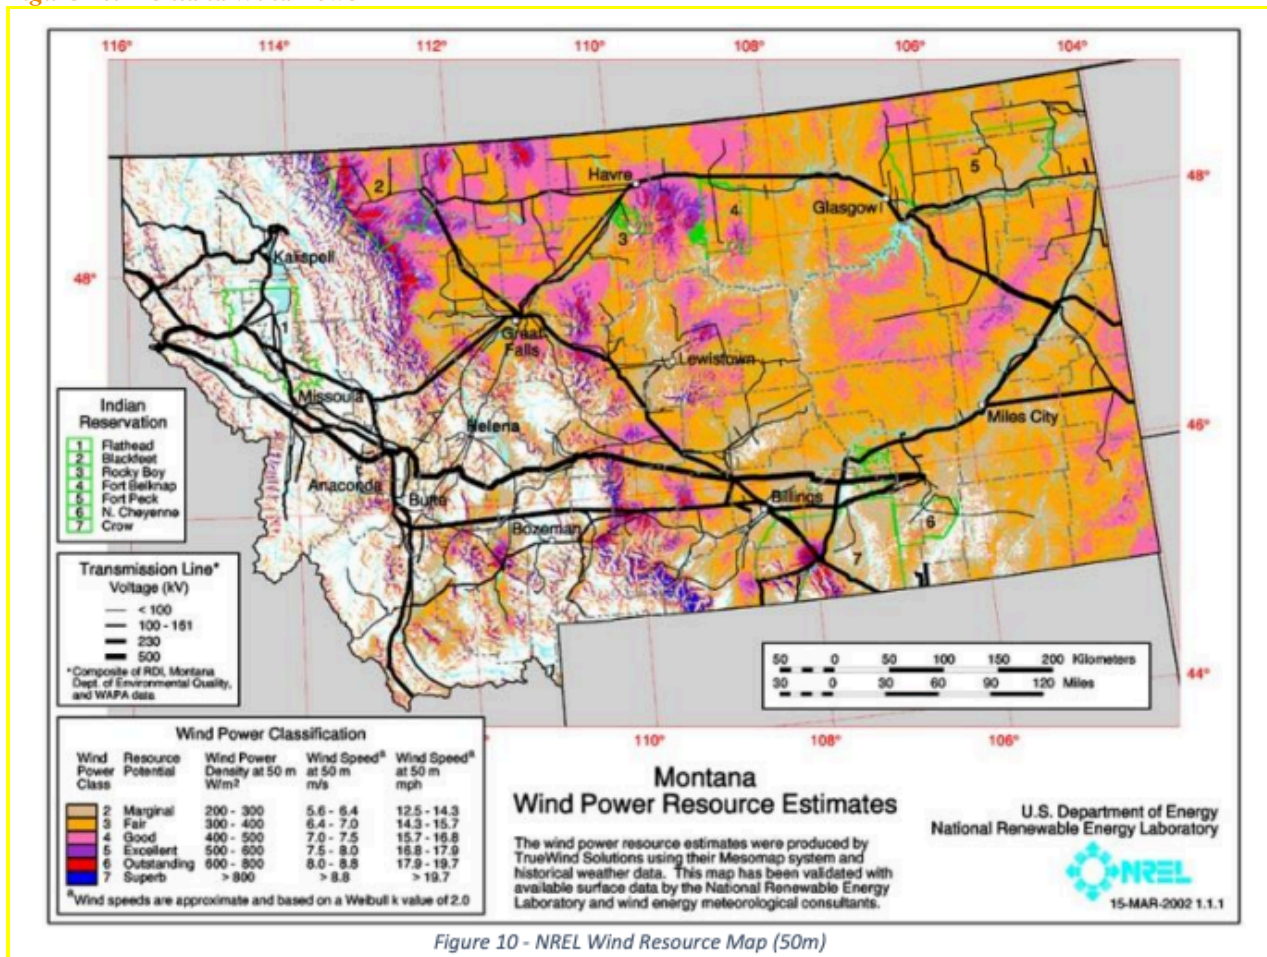 116° 114° 112° 110° 108° 106° 104°
48°
48°
46°
44°
110° 108° 106°
2
Havre
5
4
Glasgow
3
Kalispell
1
Great
Falls
Lewistown
Missoula
Helena
Miles City
Anaconda
Butte
Billings
Bozeman
6
7
Indian
Reservation
1 Flathead
2 Blackfeet
3 Rocky Boy
4 Fort Belknap
5 Fort Peck
6 N. Cheyenne
7 Crow
Transmission Line*
Voltage (kV)
< 100
100 - 161
230
500
*Composite of RDI, Montana
Dept. of Environmental Quality,
and WAPA data
50 0 50 100 150 200 Kilometers
30 0 30 60 90 120 Miles
Wind Power Classification
Wind Power Class
Resource Potential
Wind Power Density at 50 m W/m2
Wind Speeda at 50 m m/s
Wind Speeda at 50 m mph
2 Marginal 200 - 300 5.6 - 6.4 12.5 - 14.3
3 Fair 300 - 400 6.4 - 7.0 14.3 - 15.7
4 Good 400 - 500 7.0 - 7.5 15.7 - 16.8
5 Excellent 500 - 600 7.5 - 8.0 16.8 - 17.9
6 Outstanding 600 - 800 8.0 - 8.8 17.9 - 19.7
7 Superb > 800 > 8.8 > 19.7
aWind speeds are approximate and based on a Weibull k value of 2.0
Montana
Wind Power Resource Estimates
The wind power resource estimates were produced by
TrueWind Solutions using their Mesomap system and
historical weather data. This map has been validated with
available surface data by the National Renewable Energy
Laboratory and wind energy meteorological consultants.
U.S. Department of Energy
National Renewable Energy Laboratory
NREL
15-MAR-2002 1.1.1
Figure 10 - NREL Wind Resource Map (50m)